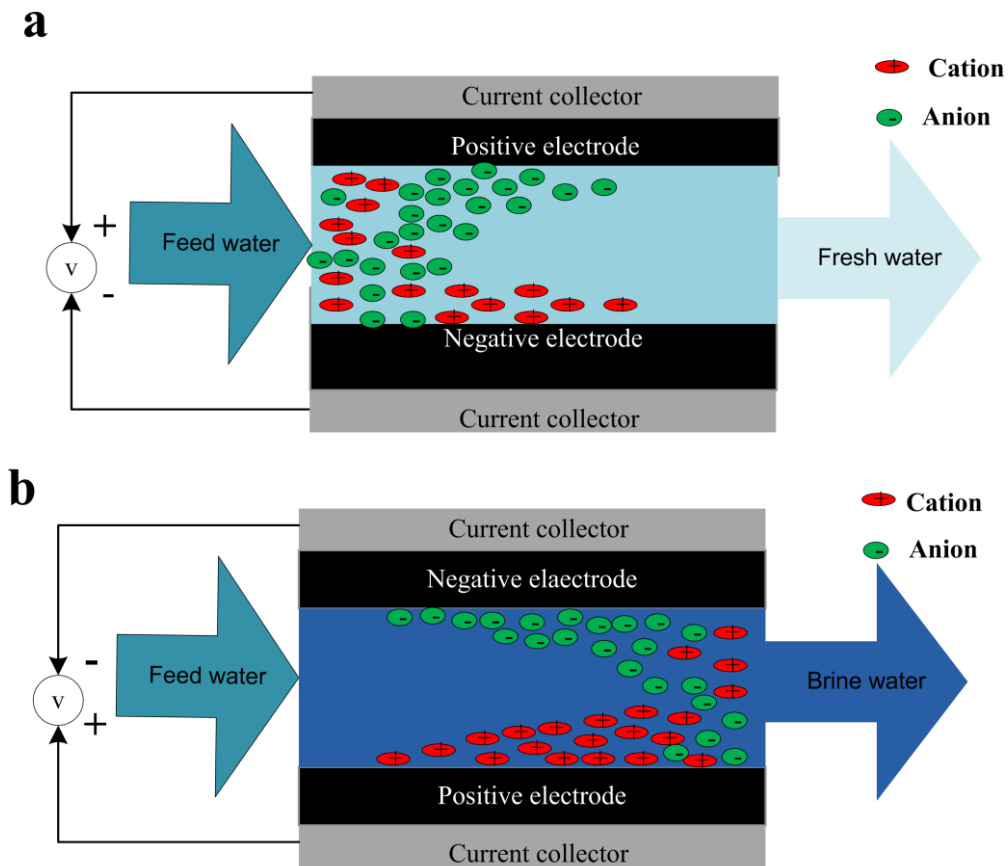 a
Cation
Anion
Current collector
Positive electrode
+
Feed water
v
-
Fresh water
Negative electrode
Current collector
b
Cation
Anion
Current collector
Negative elaectrode
-
Feed water
v
+
Brine water
Positive electrode
Current collector